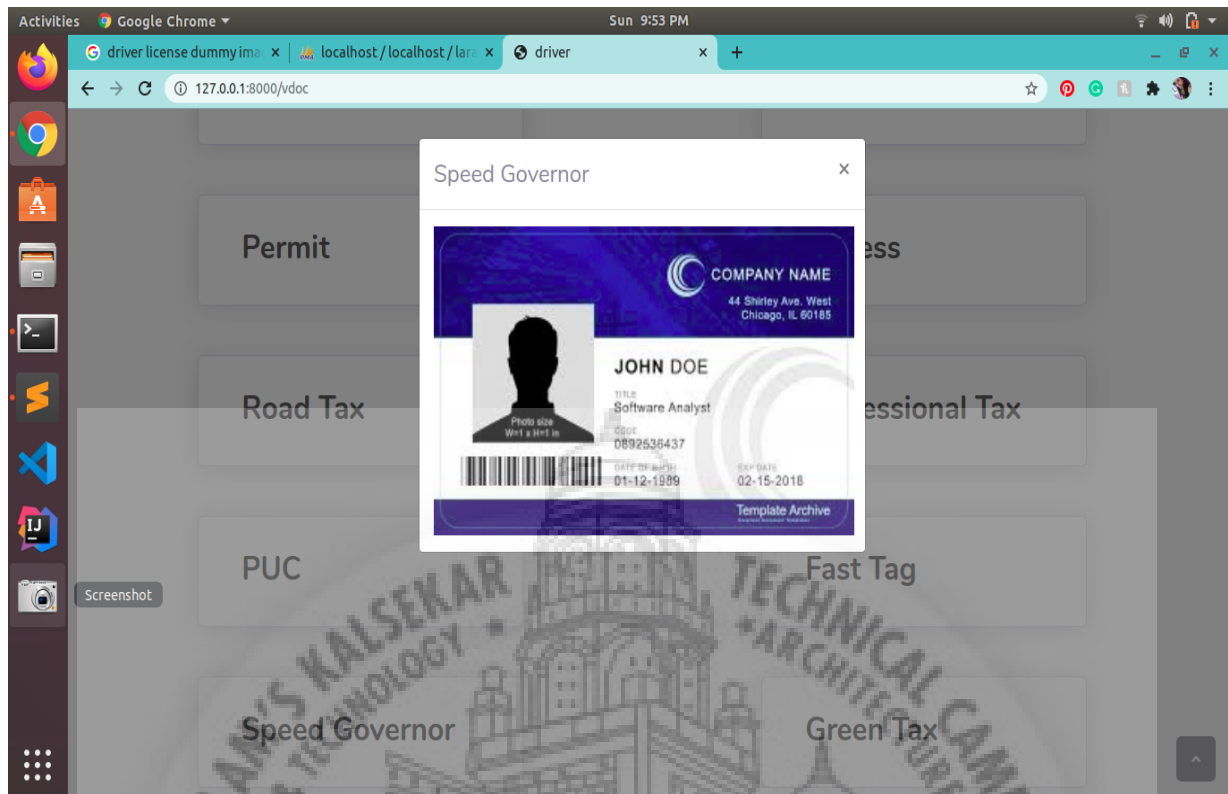 Activities Google Chrome Sun 9:53 PM
driver license dummy ima localhost / localhost / lara driver
127.0.0.1:8000/vdoc
Speed Governor
Permit ess
COMPANY NAME
44 Shirley Ave. West
Chicago, IL 60185
JOHN DOE
TITLE
Software Analyst
Photo size
W=1 x H=1 in
CODE
0892536437
DATE OF BIRTH EXP DATE
01-12-1989 02-15-2018
Template Archive
Road Tax essional Tax
PUC Fast Tag
Screenshot
Speed Governor Green Tax
KALSEKAR TECHNICAL
TECHNOLOGY • • ARCHITECTURE